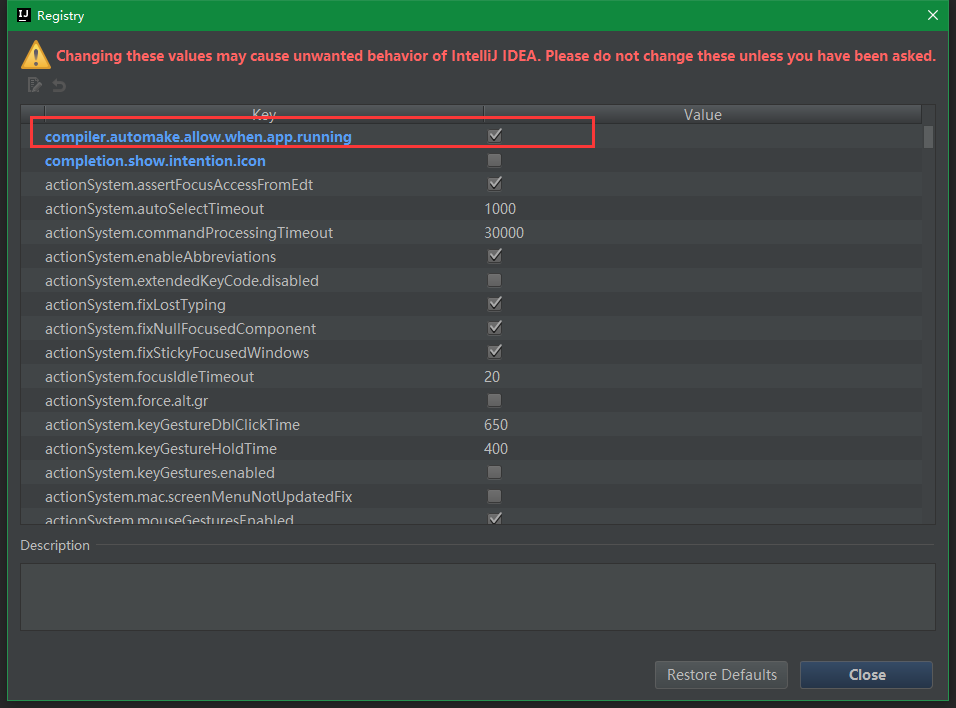 IJ Registry
Changing these values may cause unwanted behavior of IntelliJ IDEA. Please do not change these unless you have been asked.
Key Value
compiler.automake.allow.when.app.running
completion.show.intention.icon
actionSystem.assertFocusAccessFromEdt
actionSystem.autoSelectTimeout 1000
actionSystem.commandProcessingTimeout 30000
actionSystem.enableAbbreviations
actionSystem.extendedKeyCode.disabled
actionSystem.fixLostTyping
actionSystem.fixNullFocusedComponent
actionSystem.fixStickyFocusedWindows
actionSystem.focusIdleTimeout 20
actionSystem.force.alt.gr
actionSystem.keyGestureDblClickTime 650
actionSystem.keyGestureHoldTime 400
actionSystem.keyGestures.enabled
actionSystem.mac.screenMenuNotUpdatedFix
actionSystem.mouseGesturesEnabled
Description
Restore Defaults Close